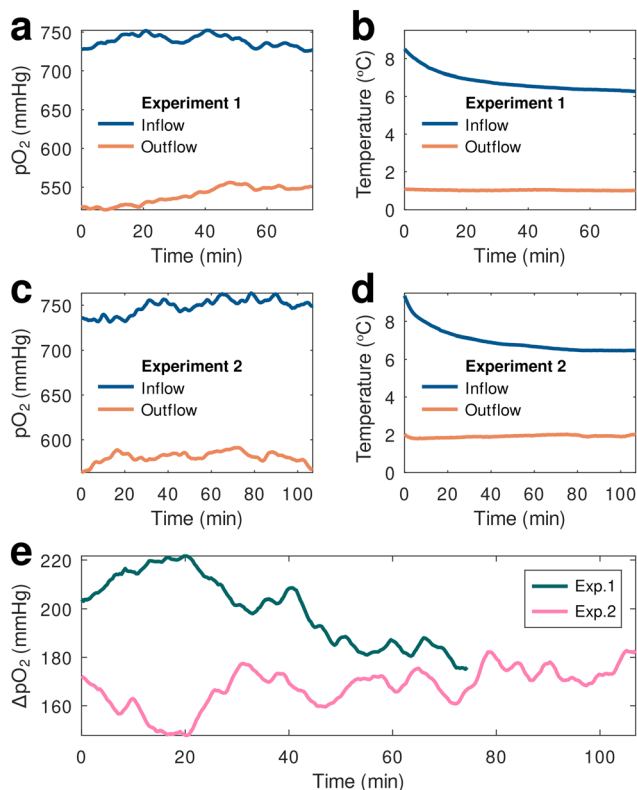 a
750
700
650
600
550
pO₂ (mmHg)
Experiment 1
Inflow
Outflow
0 20 40 60
Time (min)
b
8
6
4
2
0
Temperature (°C)
Experiment 1
Inflow
Outflow
0 20 40 60
Time (min)
c
750
700
650
600
pO₂ (mmHg)
Experiment 2
Inflow
Outflow
0 20 40 60 80 100
Time (min)
d
8
6
4
2
0
Temperature (°C)
Experiment 2
Inflow
Outflow
0 20 40 60 80 100
Time (min)
e
220
200
180
160
ΔpO₂ (mmHg)
Exp.1
Exp.2
0 20 40 60 80 100
Time (min)